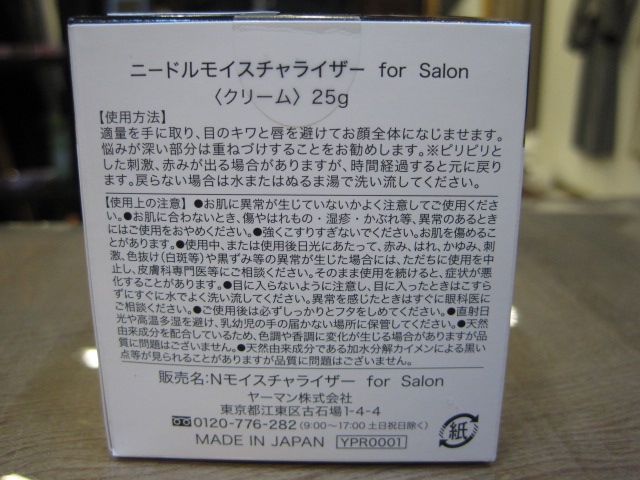 ニードルモイスチャライザー for Salon
〈クリーム〉25g
【使用方法】
適量を手に取り、目のキワと唇を避けてお顔全体になじませます。
悩みが深い部分は重ねづけすることをお勧めします。※ピリピリと
した刺激、赤みが出る場合がありますが、時間経過すると元に戻り
ます。戻らない場合は水またはぬるま湯で洗い流してください。
【使用上の注意】●お肌に異常が生じていないかよく注意してご使用くださ
い。●お肌に合わないとき、傷やはれもの・湿疹・かぶれ等、異常のあるとき
にはご使用をおやめください。●強くこすりすぎないでください。お肌を傷めるこ
とがあります。●使用中、または使用後日光にあたって、赤み、はれ、かゆみ、刺
激、色抜け(白斑等)や黒ずみ等の異常が生じた場合には、ただちに使用を中
止し、皮膚科専門医等にご相談ください。そのまま使用を続けると、症状が悪
化することがあります。●目に入らないように注意し、目に入ったときはこすら
ずにすぐに水でよく洗い流してください。異常を感じたときはすぐに眼科医に
ご相談ください。●ご使用後は必ずしっかりとフタをしめてください。●直射日
光や高温多湿を避け、乳幼児の手の届かない場所に保管してください。●天然
由来成分を配合しているため、色調や香調に変化が生じる場合がありますが品
質に問題はございません。●天然由来成分である加水分解カイメンによる黒い
点等が見られることがありますが品質に問題はございません。
販売名:Nモイスチャライザー for Salon
ヤーマン株式会社
東京都江東区古石場1-4-4
0120-776-282(9:00〜17:00 土日祝日除く)
MADE IN JAPAN YPR0001
紙